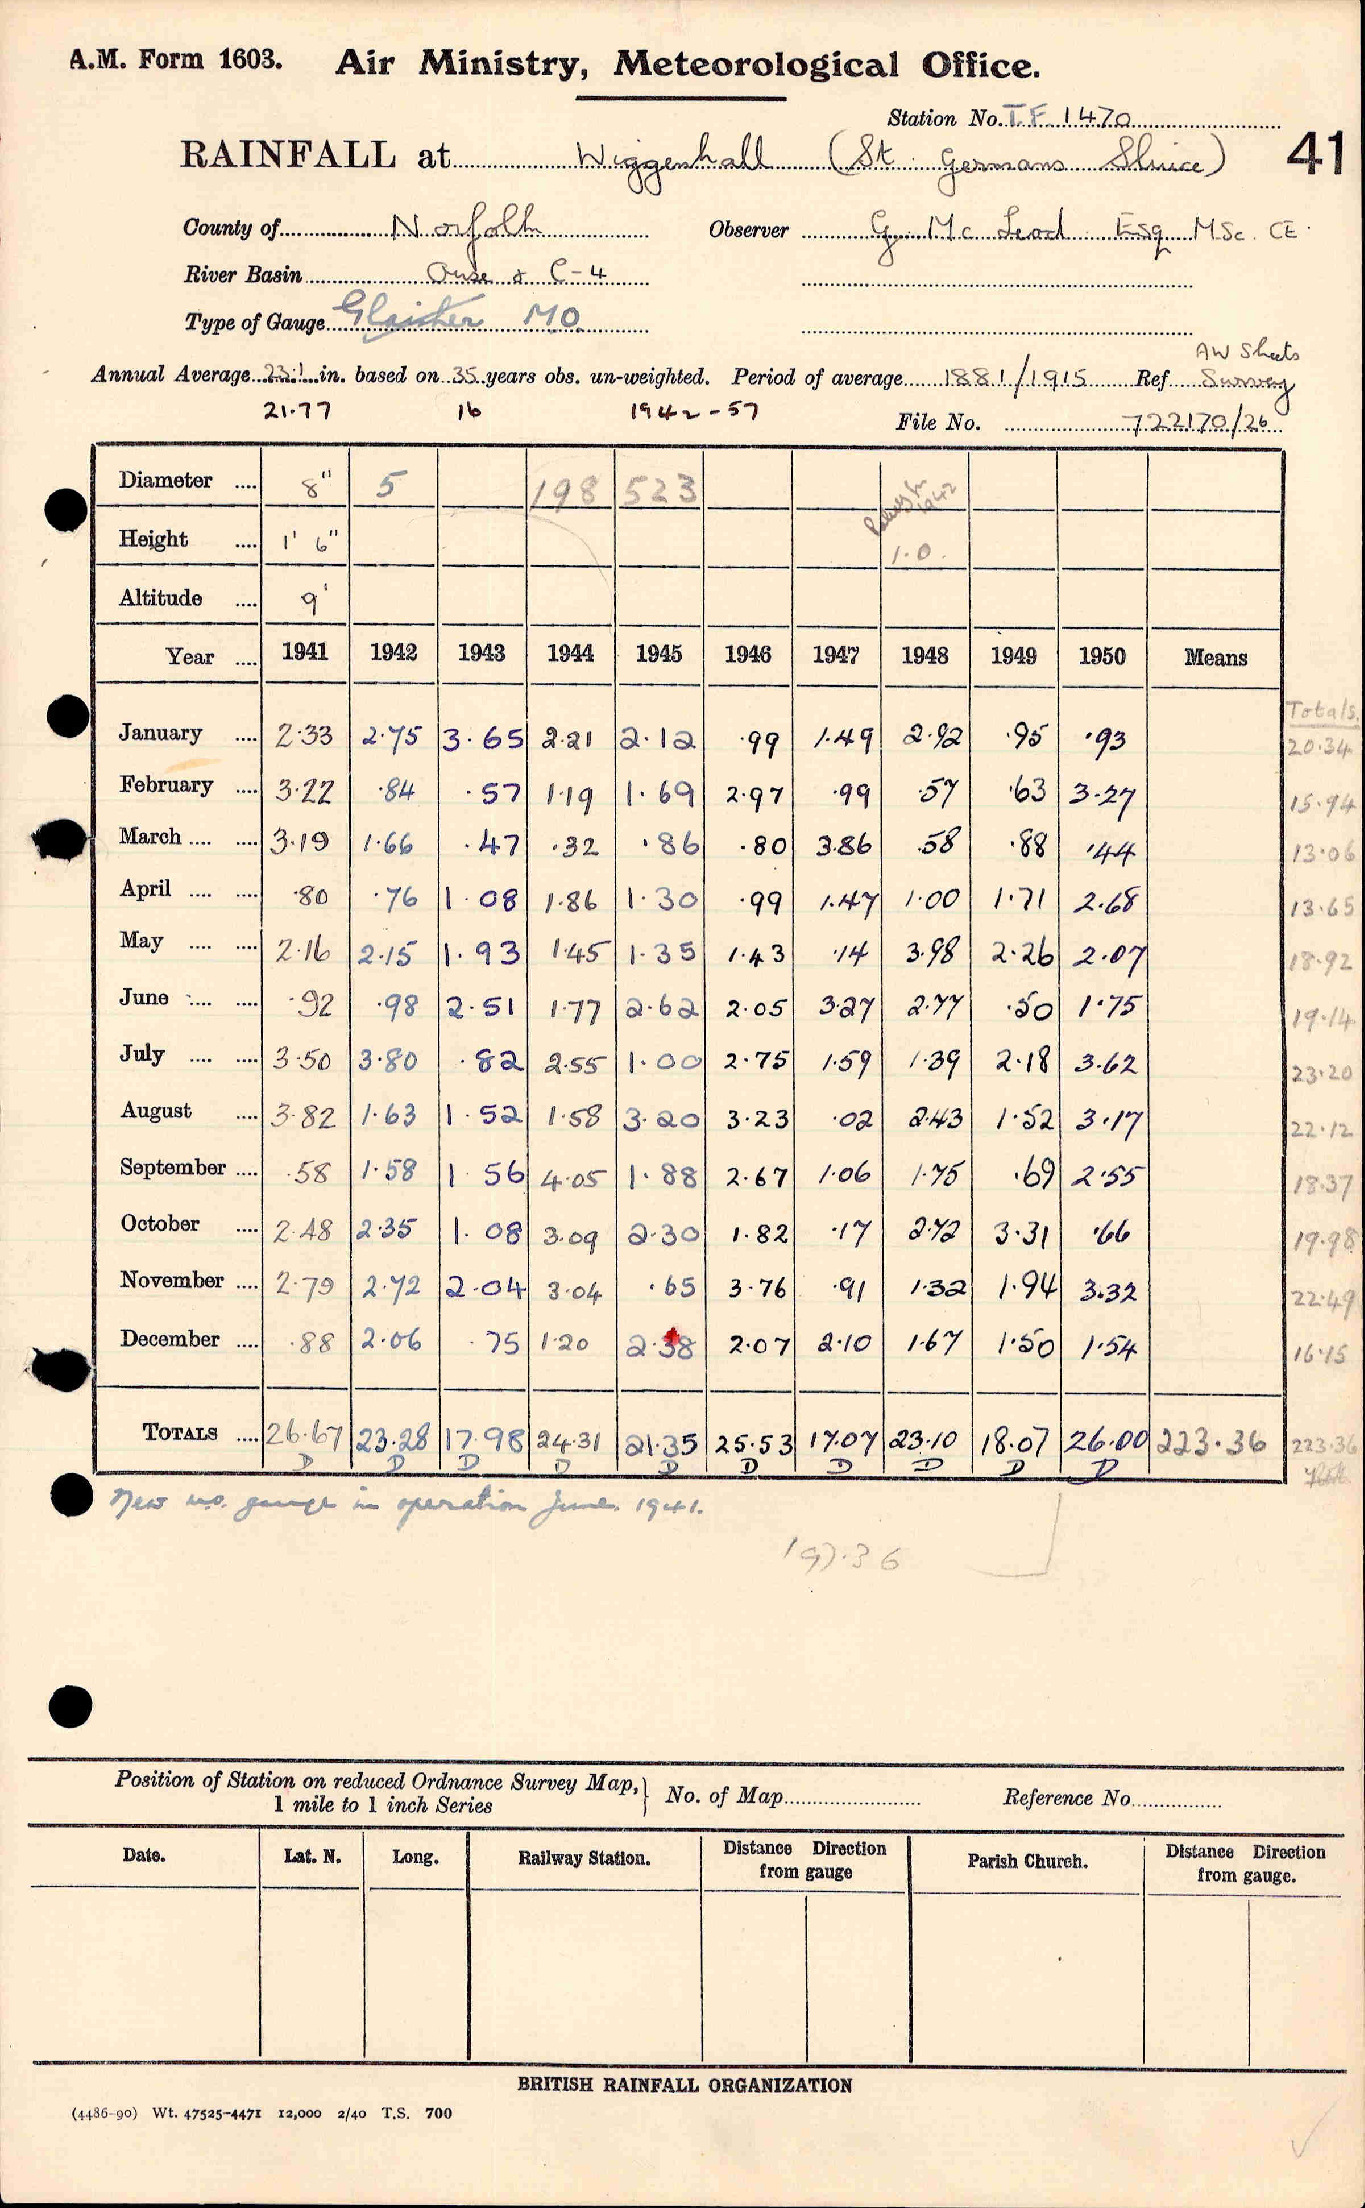 A.M. Form 1603. Air Ministry, Meteorological Office.
Station No. T.F. 1470
RAINFALL at Wiggenhall (St Germans Sluice) 41
County of Norfolk Observer G. Mc Leod Esq MSc. CE.
River Basin Ouse & C-4
Type of Gauge Glaisher MO
AW Sheets
Annual Average 23.1 in. based on 35 years obs. un-weighted. Period of average 1881/1915 Ref Survey
21.77 16 1942-57
File No. 722170/26
Diameter .... 8" 5 198 523
1942
Height .... 1' 6" 1.0.
Altitude .... 9'
Year .... 1941 1942 1943 1944 1945 1946 1947 1948 1949 1950 Means
Totals
January .... 2.33 2.75 3.65 2.21 2.12 .99 1.49 2.92 .95 .93 20.34
February .... 3.22 .84 .57 1.19 1.69 2.97 .99 .57 .63 3.27 15.94
March .... .... 3.19 1.66 .47 .32 .86 .80 3.86 .58 .88 .44 13.06
April .... .... .80 .76 1.08 1.86 1.30 .99 1.47 1.00 1.71 2.68 13.65
May .... .... 2.16 2.15 1.93 1.45 1.35 1.43 .14 3.98 2.26 2.07 18.92
June .... .... .92 .98 2.51 1.77 2.62 2.05 3.27 2.77 .50 1.75 19.14
July .... .... 3.50 3.80 .82 2.55 1.00 2.75 1.59 1.39 2.18 3.62 23.20
August .... 3.82 1.63 1.52 1.58 3.20 3.23 .02 2.43 1.52 3.17 22.12
September .... .58 1.58 1 56 4.05 1.88 2.67 1.06 1.75 .69 2.55 18.37
October .... 2.48 2.35 1.08 3.09 2.30 1.82 .17 2.72 3.31 .66 19.98
November .... 2.79 2.72 2.04 3.04 .65 3.76 .91 1.32 1.94 3.32 22.49
December .... .88 2.06 .75 1.20 2.38 2.07 2.10 1.67 1.50 1.54 16.15
TOTALS .... 26.67 23.28 17.98 24.31 21.35 25.53 17.07 23.10 18.07 26.00 223.36 223.36
D D D D D D D D D D
New m.o. gauge in operation June 1941.
197.36
Position of Station on reduced Ordnance Survey Map, } No. of Map Reference No.
1 mile to 1 inch Series
Date. Lat. N. Long. Railway Station. Distance Direction from gauge Parish Church. Distance Direction from gauge.
BRITISH RAINFALL ORGANIZATION
(4486-90) Wt. 47525-4471 12,000 2/40 T.S. 700